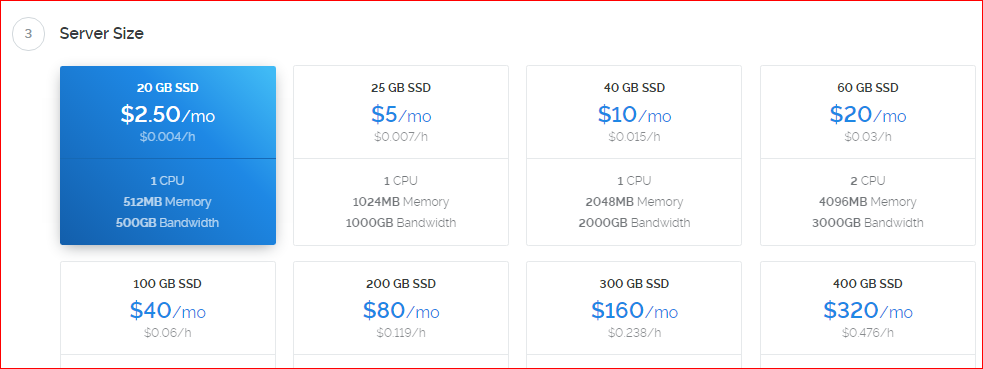 3 Server Size
20 GB SSD
$2.50/mo
$0.004/h
1 CPU
512MB Memory
500GB Bandwidth
25 GB SSD
$5/mo
$0.007/h
1 CPU
1024MB Memory
1000GB Bandwidth
40 GB SSD
$10/mo
$0.015/h
1 CPU
2048MB Memory
2000GB Bandwidth
60 GB SSD
$20/mo
$0.03/h
2 CPU
4096MB Memory
3000GB Bandwidth
100 GB SSD
$40/mo
$0.06/h
200 GB SSD
$80/mo
$0.119/h
300 GB SSD
$160/mo
$0.238/h
400 GB SSD
$320/mo
$0.476/h